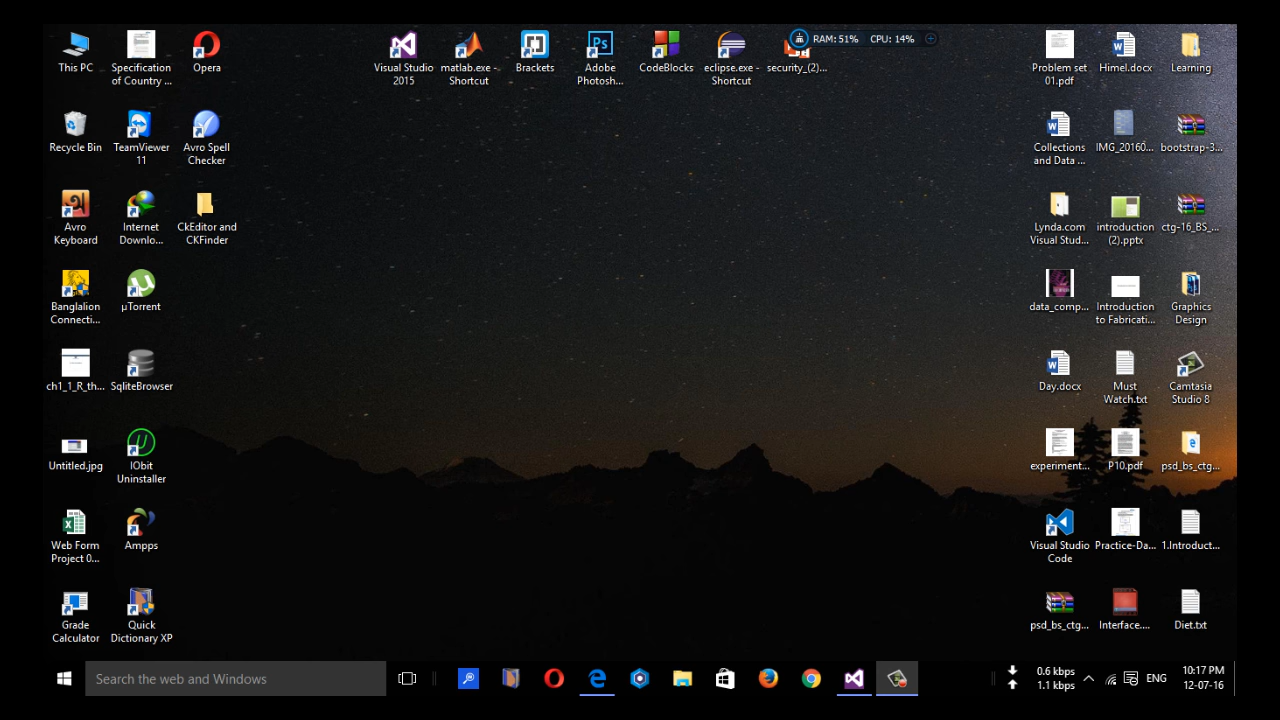 This PC
Specification
of Country ...
Opera
Visual Studio
2015
matlab.exe -
Shortcut
Brackets
Ps
Adobe
Photosh...
CodeBlocks
eclipse.exe -
Shortcut
security_(2)...
RAM: 51% CPU: 14%
Problem set
01.pdf
Himel.docx
Learning
Recycle Bin
TeamViewer
11
Avro Spell
Checker
Collections
and Data ...
IMG_20160...
bootstrap-3...
Avro
Keyboard
Internet
Downlo...
CkEditor and
CKFinder
Lynda.com
Visual Stud...
introduction
(2).pptx
ctg-16_BS_...
Banglalion
Connecti...
µTorrent
data_comp...
Introduction
to Fabricati...
Graphics
Design
ch1_1_R_th...
SqliteBrowser
Day.docx
Must
Watch.txt
Camtasia
Studio 8
Untitled.jpg
IObit
Uninstaller
experiment...
P10.pdf
psd_bs_ctg...
Web Form
Project 0...
Ampps
Visual Studio
Code
Practice-Da...
1.Introduct...
Grade
Calculator
Quick
Dictionary XP
psd_bs_ctg...
Interface....
Diet.txt
Search the web and Windows
0.6 kbps
1.1 kbps
ENG
10:17 PM
12-07-16